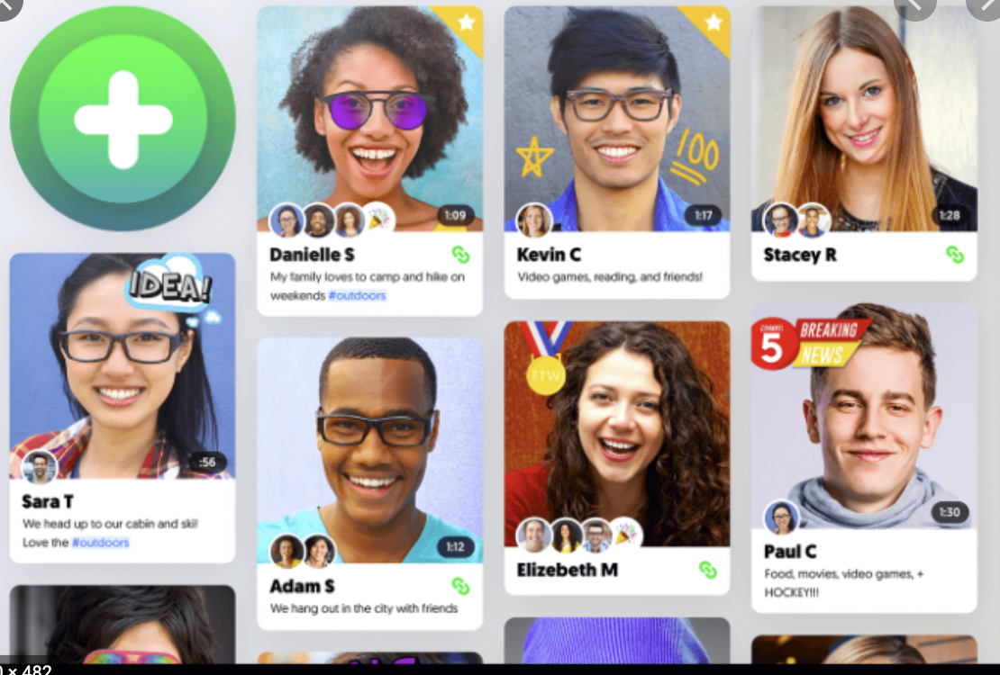 1:09
Danielle S
My family loves to camp and hike on
weekends #outdoors
100
1:17
Kevin C
Video games, reading, and friends!
1:28
Stacey R
IDEA!
:56
Sara T
We head up to our cabin and ski!
Love the #outdoors
1:12
Adam S
We hang out in the city with friends
FTW
Elizebeth M
CHANNEL
5
BREAKING
NEWS
1:30
Paul C
Food, movies, video games, +
HOCKEY!!!
× 482